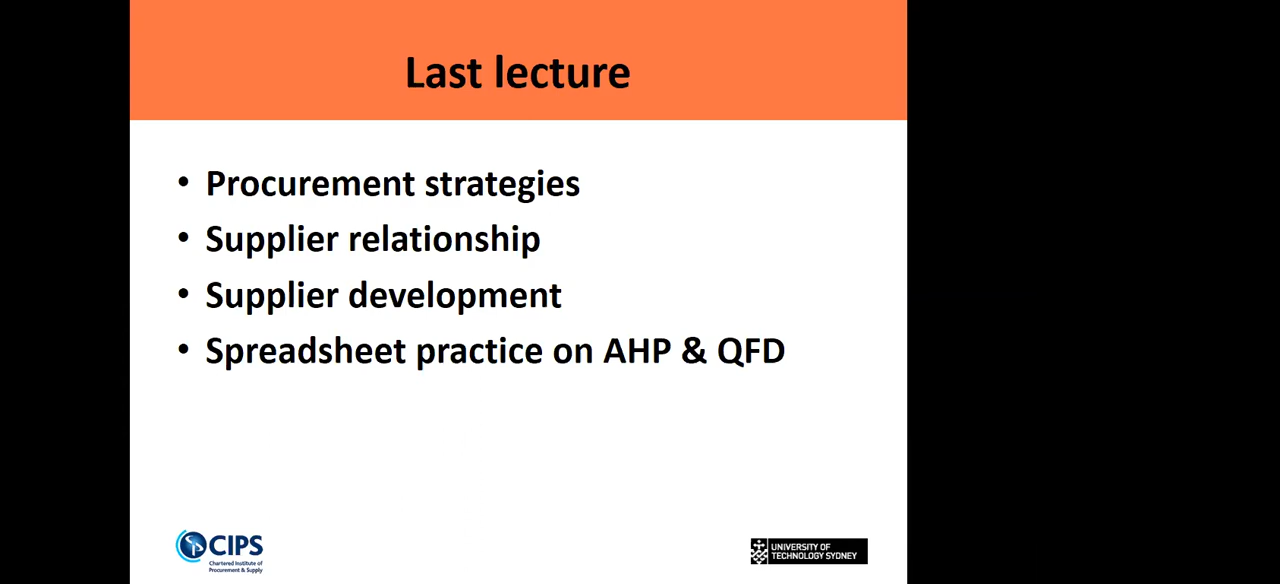 Last lecture
• Procurement strategies
• Supplier relationship
• Supplier development
• Spreadsheet practice on AHP & QFD
CIPS
Chartered Institute of
Procurement & Supply
UNIVERSITY OF
TECHNOLOGY SYDNEY